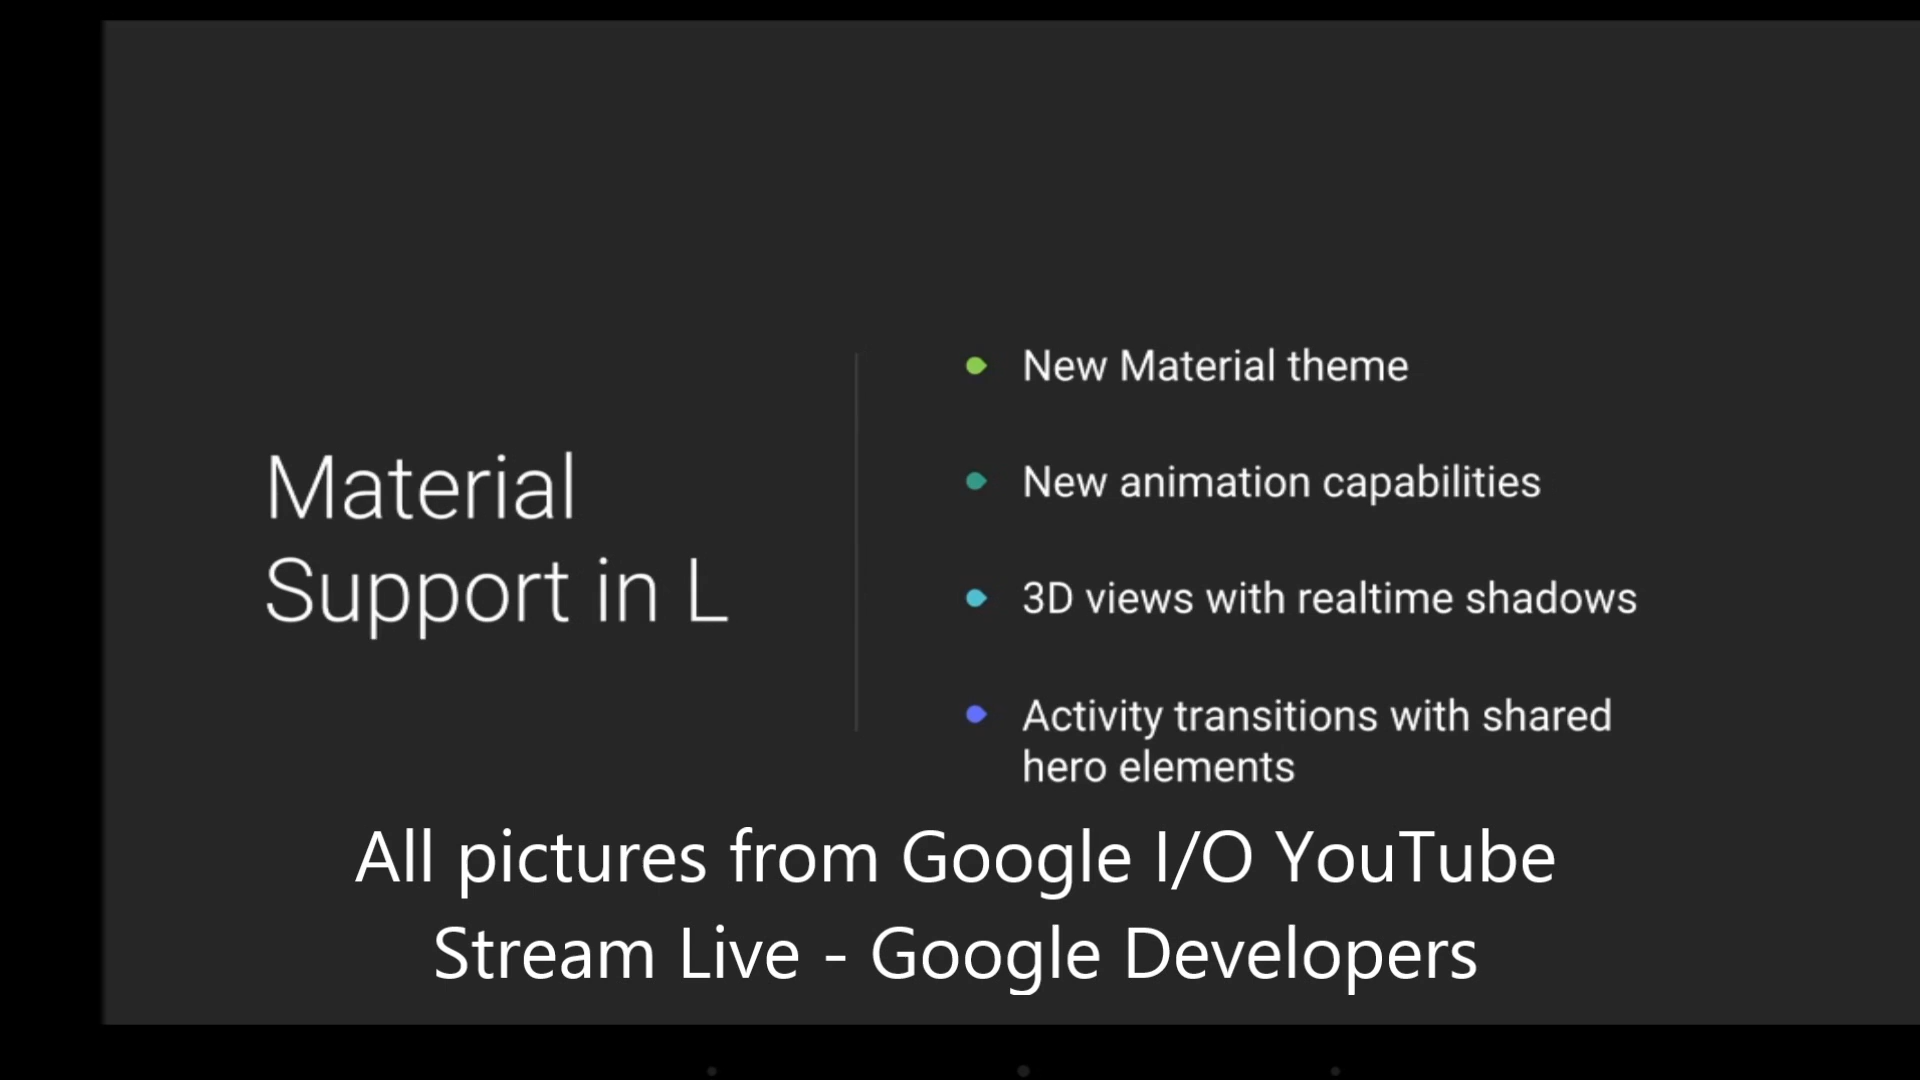 Material
Support in L
New Material theme
New animation capabilities
3D views with realtime shadows
Activity transitions with shared
hero elements
All pictures from Google I/O YouTube
Stream Live - Google Developers